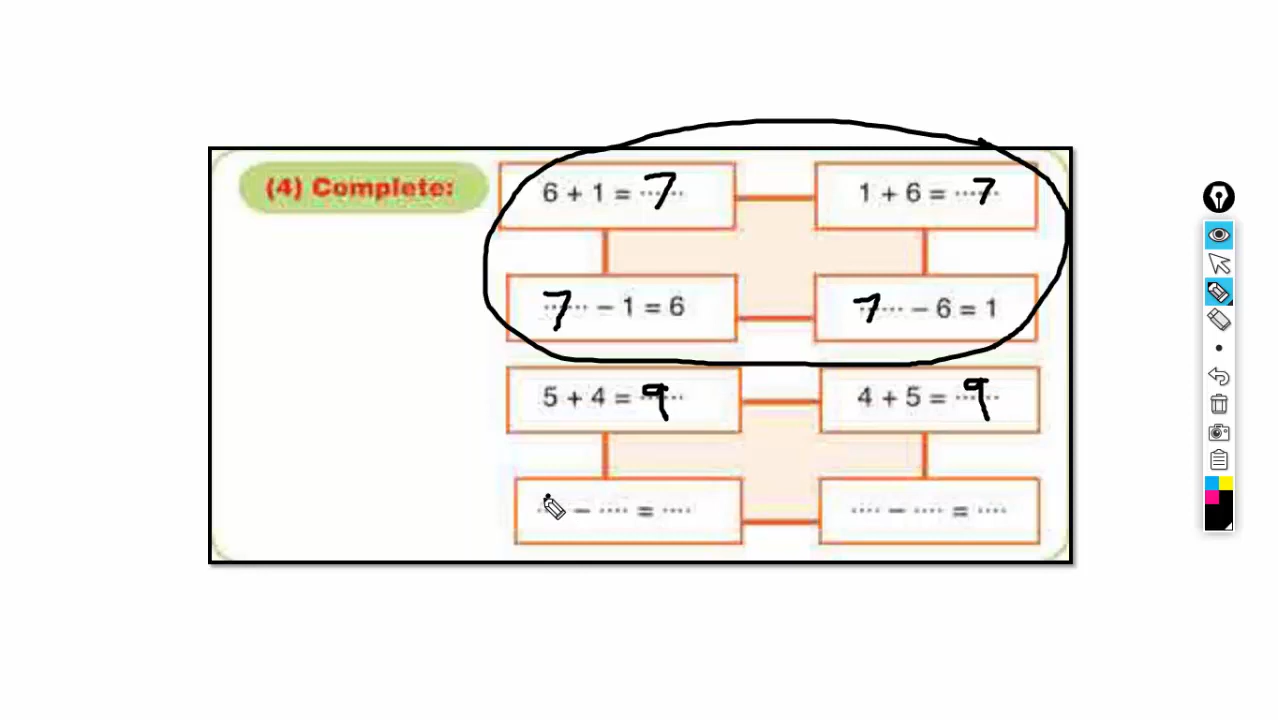 (4) Complete:
6 + 1 = 7
1 + 6 = 7
7 - 1 = 6
7 - 6 = 1
5 + 4 = 9
4 + 5 = 9
.... - .... = ....
.... - .... = ....